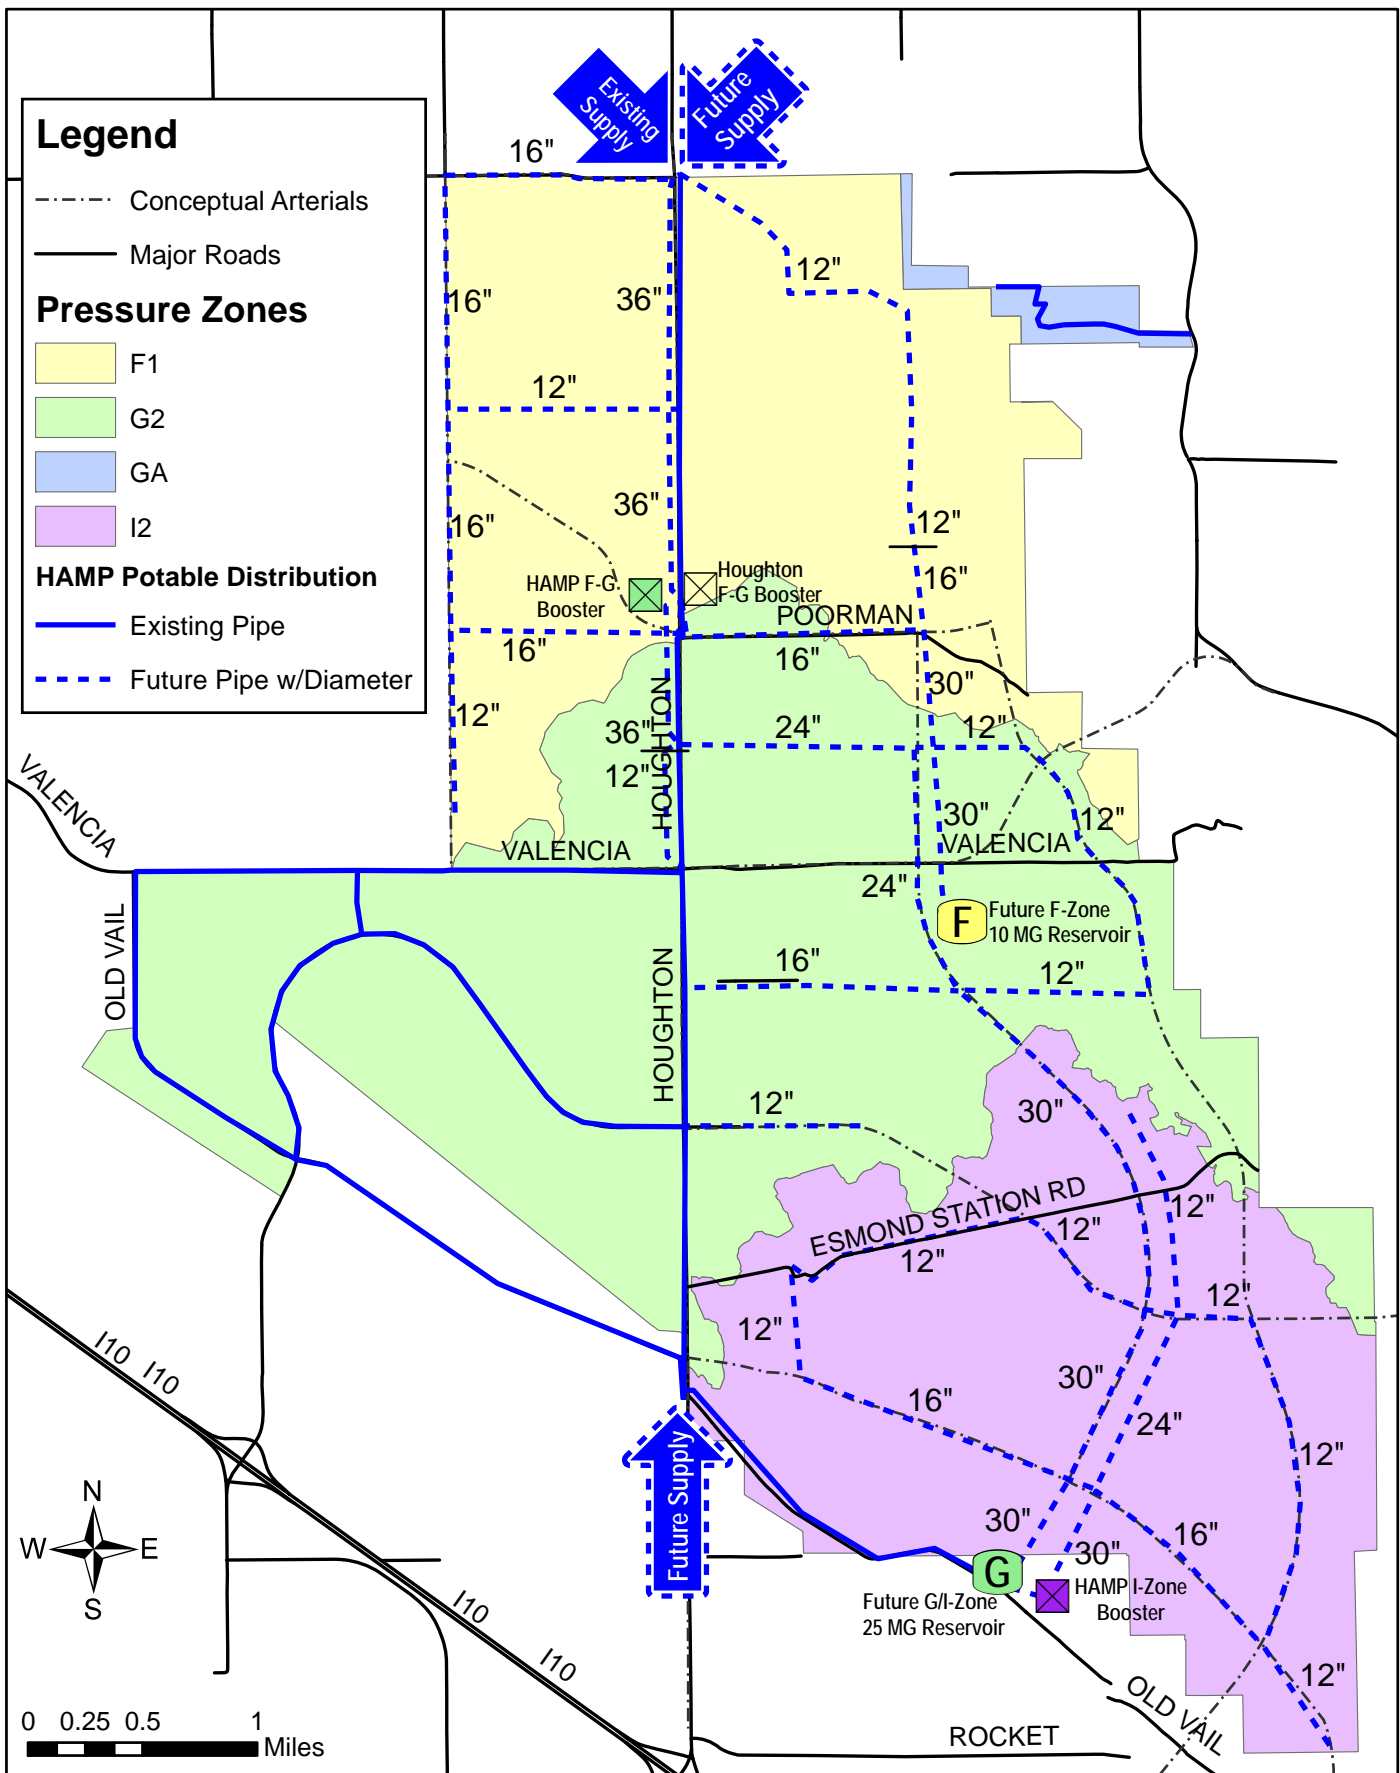 Existing
Supply
Future
Supply
Legend
Conceptual Arterials
Major Roads
Pressure Zones
F1
G2
GA
I2
HAMP Potable Distribution
Existing Pipe
Future Pipe w/Diameter
16"
12"
16"
36"
12"
36"
16"
12"
16"
HAMP F-G
Booster
Houghton
F-G Booster
POORMAN
16"
16"
30"
12"
HOUGHTON
36"
24"
12"
12"
30"
12"
VALENCIA
VALENCIA
VALENCIA
24"
F
Future F-Zone
10 MG Reservoir
OLD VAIL
HOUGHTON
16"
12"
12"
30"
ESMOND STATION RD
12"
12"
12"
12"
12"
30"
16"
24"
12"
I10
I10
Future Supply
30"
16"
30"
G
Future G/I-Zone
25 MG Reservoir
HAMP I-Zone
Booster
12"
OLD VAIL
ROCKET
I10
I10
N
W
E
S
0 0.25 0.5 1
Miles